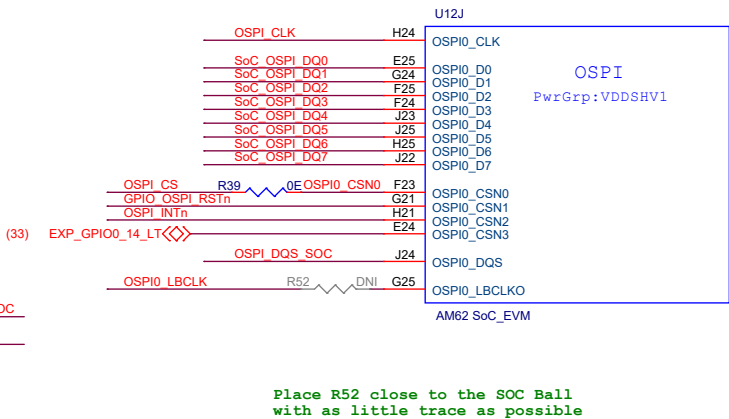 U12J
OSPI_CLK H24 OSPI0_CLK
SoC_OSPI_DQ0 E25 OSPI0_D0
SoC_OSPI_DQ1 G24 OSPI0_D1
SoC_OSPI_DQ2 F25 OSPI0_D2
SoC_OSPI_DQ3 F24 OSPI0_D3
SoC_OSPI_DQ4 J23 OSPI0_D4
SoC_OSPI_DQ5 J25 OSPI0_D5
SoC_OSPI_DQ6 H25 OSPI0_D6
SoC_OSPI_DQ7 J22 OSPI0_D7
OSPI
PwrGrp:VDDSHV1
OSPI_CS R39 0E OSPI0_CSN0 F23 OSPI0_CSN0
GPIO_OSPI_RSTn G21 OSPI0_CSN1
OSPI_INTn H21 OSPI0_CSN2
(33) EXP_GPIO0_14_LT E24 OSPI0_CSN3
OSPI_DQS_SOC J24 OSPI0_DQS
OSPI0_LBCLK R52 DNI G25 OSPI0_LBCLKO
OC
AM62 SoC_EVM
Place R52 close to the SOC Ball
with as little trace as possible